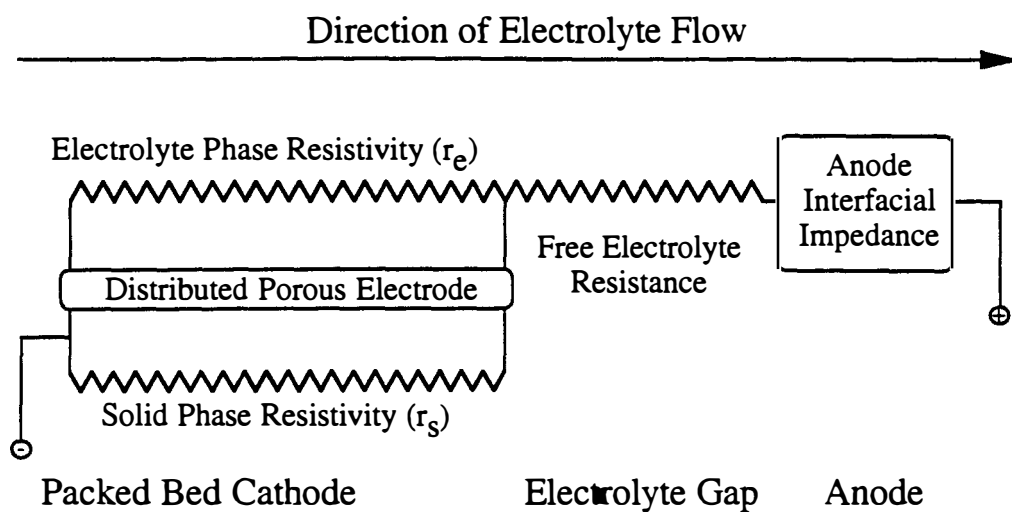 Direction of Electrolyte Flow
Electrolyte Phase Resistivity (re)
Anode
Interfacial
Impedance
Free Electrolyte
Resistance
Distributed Porous Electrode
⊕
Solid Phase Resistivity (rs)
⊖
Packed Bed Cathode
Electrolyte Gap
Anode